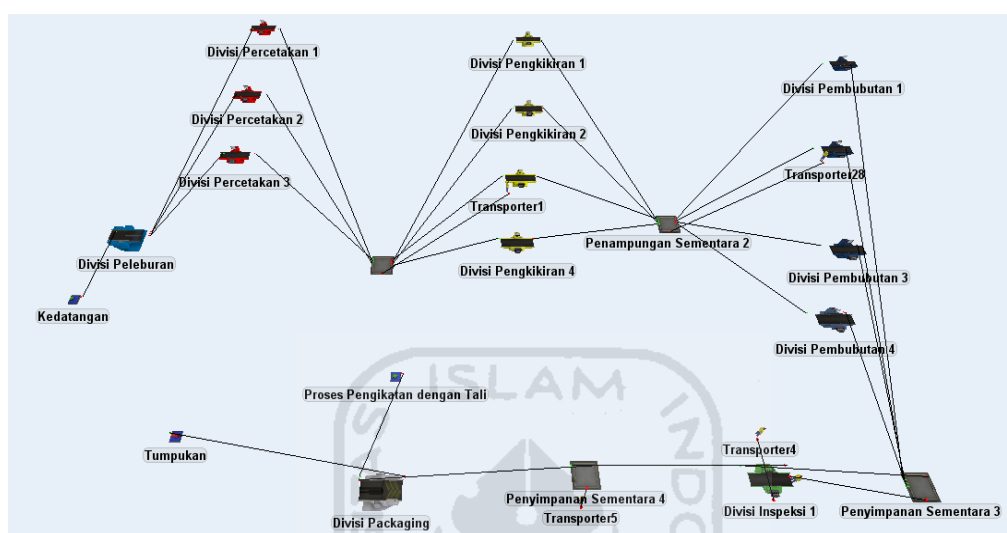 Divisi Percetakan 1
Divisi Pengkikiran 1
Divisi Pembubutan 1
Divisi Percetakan 2
Divisi Pengkikiran 2
Transporter28
Divisi Percetakan 3
Transporter1
Penampungan Sementara 2
Divisi Peleburan
Divisi Pengkikiran 4
Divisi Pembubutan 3
Kedatangan
Divisi Pembubutan 4
ISLAM
INDO
Proses Pengikatan dengan Tali
Tumpukan
Transporter4
Penyimpanan Sementara 4
Divisi Inspeksi 1
Penyimpanan Sementara 3
Divisi Packaging
Transporter5